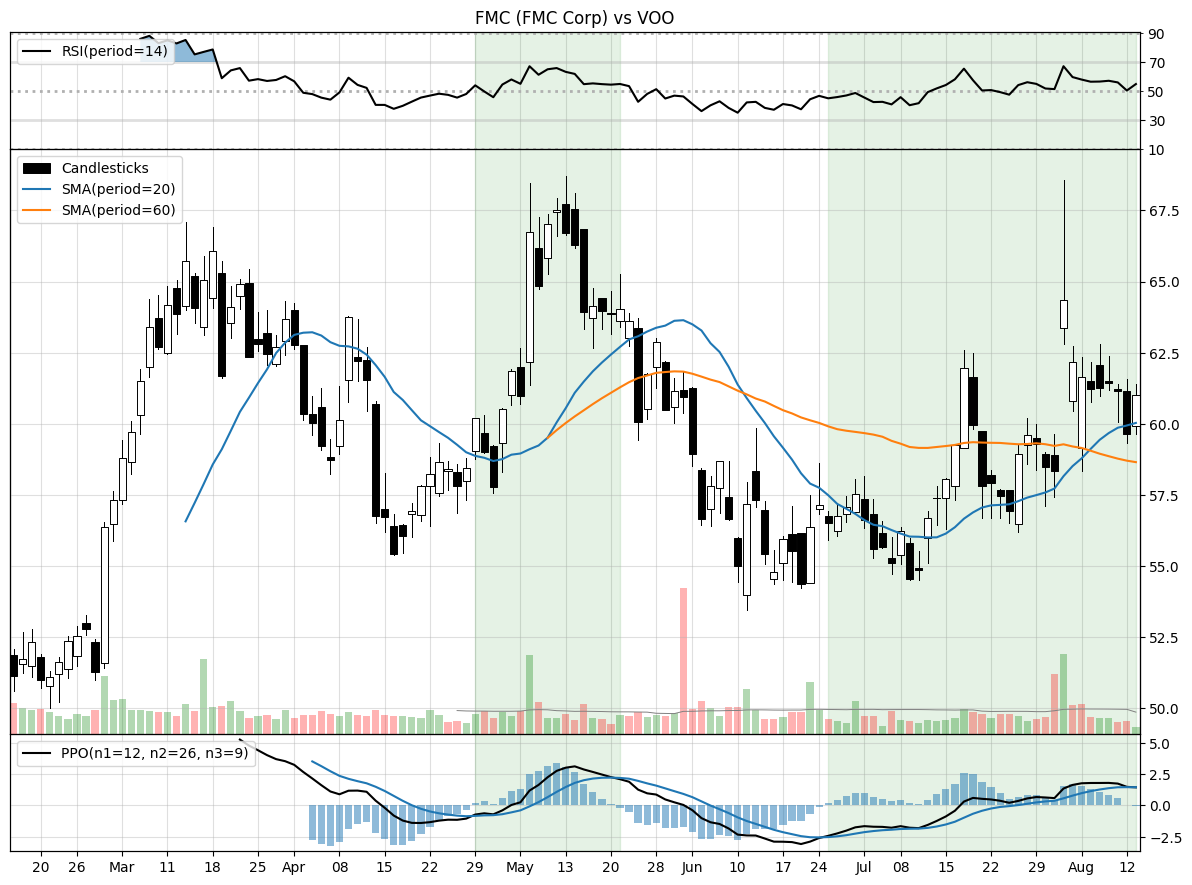 FMC (FMC Corp) vs VOO
RSI(period=14)
90
70
50
30
10
Candlesticks
SMA(period=20)
SMA(period=60)
67.5
65.0
62.5
60.0
57.5
55.0
52.5
50.0
PPO(n1=12, n2=26, n3=9)
5.0
2.5
0.0
−2.5
20 26 Mar 11 18 25 Apr 08 15 22 29 May 13 20 28 Jun 10 17 24 Jul 08 15 22 29 Aug 12